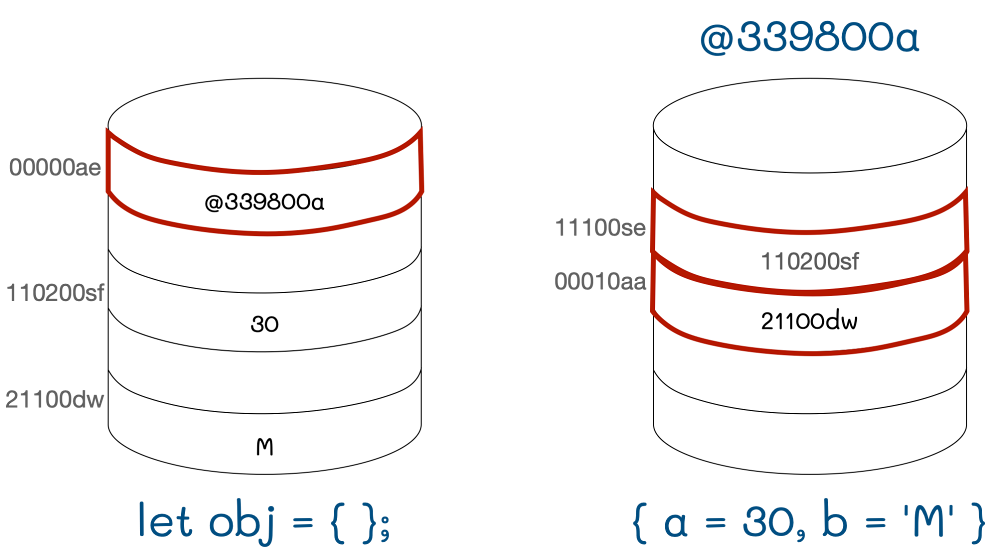 @339800a
00000ae
@339800a
110200sf
30
21100dw
M
let obj = { };
11100se
110200sf
00010aa
21100dw
{ a = 30, b = 'M' }